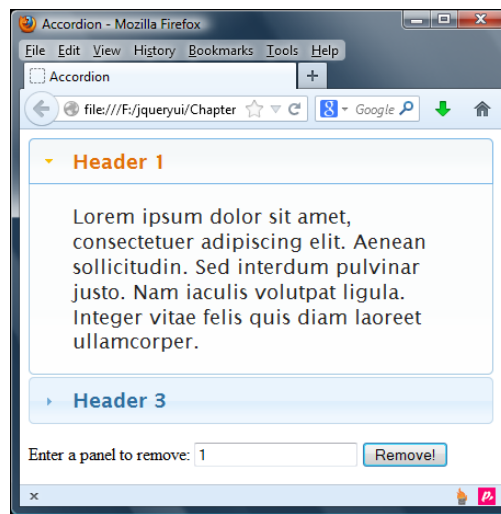 Accordion - Mozilla Firefox
File Edit View History Bookmarks Tools Help
Accordion
file:///F:/jqueryui/Chapter
Google
Header 1
Lorem ipsum dolor sit amet,
consectetuer adipiscing elit. Aenean
sollicitudin. Sed interdum pulvinar
justo. Nam iaculis volutpat ligula.
Integer vitae felis quis diam laoreet
ullamcorper.
Header 3
Enter a panel to remove: 1 Remove!